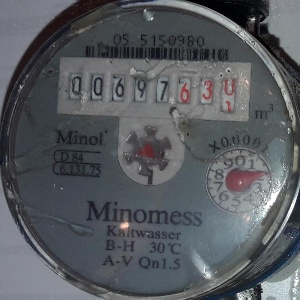 05 5150980
00697630
m³
Minol
D 84
6.131.75
X0.0001
Minomess
Kaltwasser
B-H 30°C
A-V Qn1.5